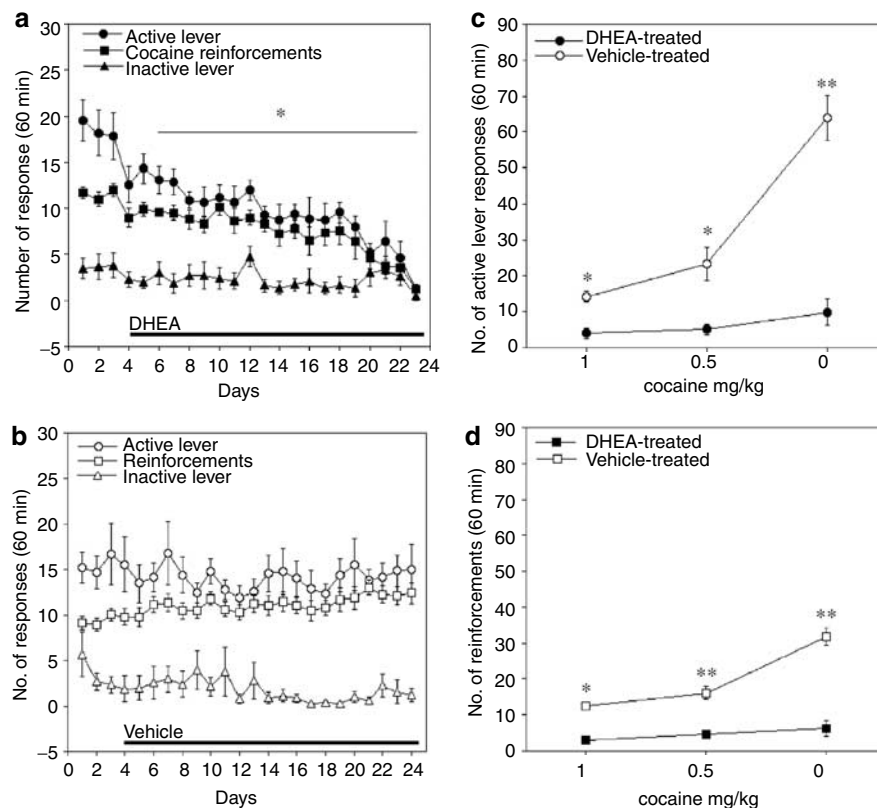 a
30
25
20
15
10
5
0
−5
Number of response (60 min)
Active lever
Cocaine reinforcements
Inactive lever
*
DHEA
0 2 4 6 8 10 12 14 16 18 20 22 24
Days
b
30
25
20
15
10
5
0
−5
No. of responses (60 min)
Active lever
Reinforcements
Inactive lever
Vehicle
0 2 4 6 8 10 12 14 16 18 20 22 24
Days
c
90
80
70
60
50
40
30
20
10
0
No. of active lever responses (60 min)
DHEA-treated
Vehicle-treated
*
*
**
1 0.5 0
cocaine mg/kg
d
90
80
70
60
50
40
30
20
10
0
No. of reinforcements (60 min)
DHEA-treated
Vehicle-treated
*
**
**
1 0.5 0
cocaine mg/kg